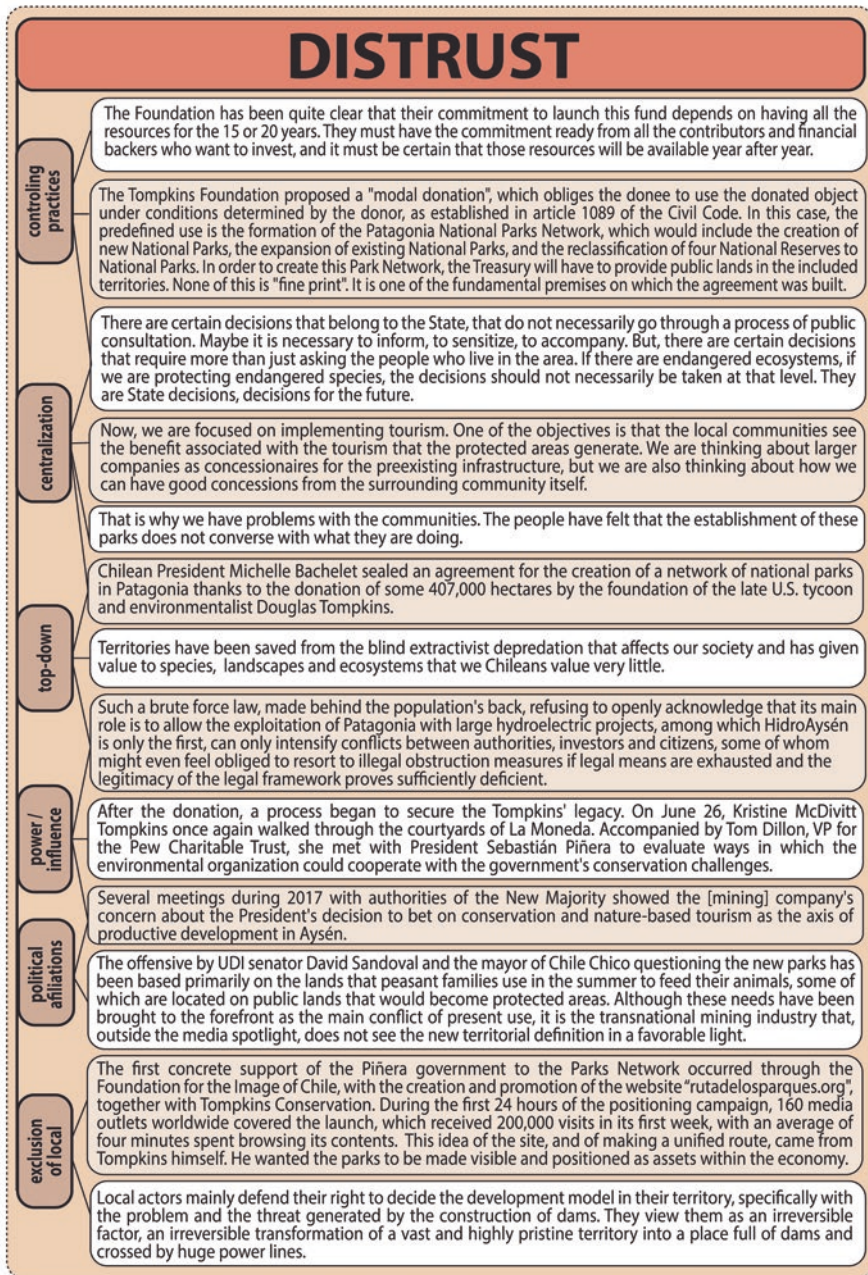 DISTRUST
controling
practices
The Foundation has been quite clear that their commitment to launch this fund depends on having all the
resources for the 15 or 20 years. They must have the commitment ready from all the contributors and financial
backers who want to invest, and it must be certain that those resources will be available year after year.
The Tompkins Foundation proposed a "modal donation", which obliges the donee to use the donated object
under conditions determined by the donor, as established in article 1089 of the Civil Code. In this case, the
predefined use is the formation of the Patagonia National Parks Network, which would include the creation of
new National Parks, the expansion of existing National Parks, and the reclassification of four National Reserves to
National Parks. In order to create this Park Network, the Treasury will have to provide public lands in the included
territories. None of this is "fine print". It is one of the fundamental premises on which the agreement was built.
centralization
There are certain decisions that belong to the State, that do not necessarily go through a process of public
consultation. Maybe it is necessary to inform, to sensitize, to accompany. But, there are certain decisions
that require more than just asking the people who live in the area. If there are endangered ecosystems, if
we are protecting endangered species, the decisions should not necessarily be taken at that level. They
are State decisions, decisions for the future.
Now, we are focused on implementing tourism. One of the objectives is that the local communities see
the benefit associated with the tourism that the protected areas generate. We are thinking about larger
companies as concessionaires for the preexisting infrastructure, but we are also thinking about how we
can have good concessions from the surrounding community itself.
That is why we have problems with the communities. The people have felt that the establishment of these
parks does not converse with what they are doing.
top-down
Chilean President Michelle Bachelet sealed an agreement for the creation of a network of national parks
in Patagonia thanks to the donation of some 407,000 hectares by the foundation of the late U.S. tycoon
and environmentalist Douglas Tompkins.
Territories have been saved from the blind extractivist depredation that affects our society and has given
value to species, landscapes and ecosystems that we Chileans value very little.
Such a brute force law, made behind the population's back, refusing to openly acknowledge that its main
role is to allow the exploitation of Patagonia with large hydroelectric projects, among which HidroAysén
is only the first, can only intensify conflicts between authorities, investors and citizens, some of whom
might even feel obliged to resort to illegal obstruction measures if legal means are exhausted and the
legitimacy of the legal framework proves sufficiently deficient.
power /
influence
After the donation, a process began to secure the Tompkins' legacy. On June 26, Kristine McDivitt
Tompkins once again walked through the courtyards of La Moneda. Accompanied by Tom Dillon, VP for
the Pew Charitable Trust, she met with President Sebastián Piñera to evaluate ways in which the
environmental organization could cooperate with the government's conservation challenges.
political
afiliations
Several meetings during 2017 with authorities of the New Majority showed the [mining] company's
concern about the President's decision to bet on conservation and nature-based tourism as the axis of
productive development in Aysén.
The offensive by UDI senator David Sandoval and the mayor of Chile Chico questioning the new parks has
been based primarily on the lands that peasant families use in the summer to feed their animals, some of
which are located on public lands that would become protected areas. Although these needs have been
brought to the forefront as the main conflict of present use, it is the transnational mining industry that,
outside the media spotlight, does not see the new territorial definition in a favorable light.
exclusion
of local
The first concrete support of the Piñera government to the Parks Network occurred through the
Foundation for the Image of Chile, with the creation and promotion of the website "rutadelosparques.org",
together with Tompkins Conservation. During the first 24 hours of the positioning campaign, 160 media
outlets worldwide covered the launch, which received 200,000 visits in its first week, with an average of
four minutes spent browsing its contents. This idea of the site, and of making a unified route, came from
Tompkins himself. He wanted the parks to be made visible and positioned as assets within the economy.
Local actors mainly defend their right to decide the development model in their territory, specifically with
the problem and the threat generated by the construction of dams. They view them as an irreversible
factor, an irreversible transformation of a vast and highly pristine territory into a place full of dams and
crossed by huge power lines.